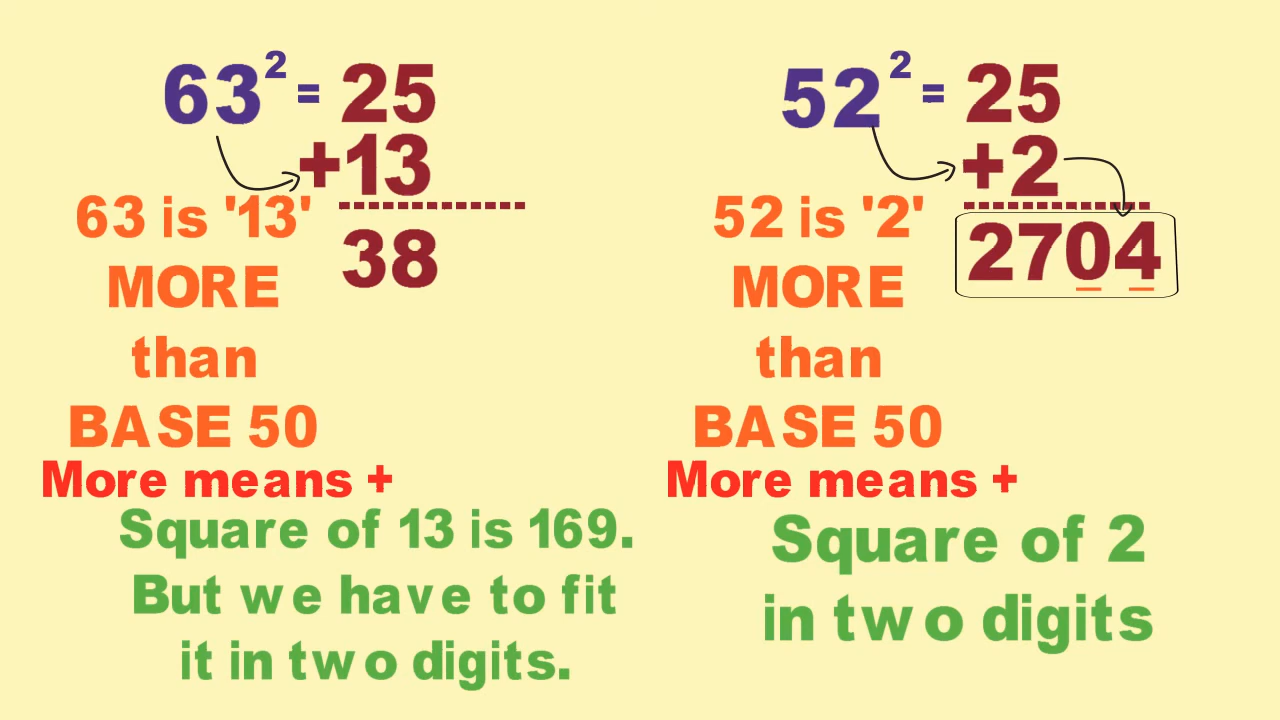 63² = 25
+13
38
63 is '13'
MORE
than
BASE 50
More means +
Square of 13 is 169.
But we have to fit
it in two digits.
52² = 25
+2
2704
52 is '2'
MORE
than
BASE 50
More means +
Square of 2
in two digits